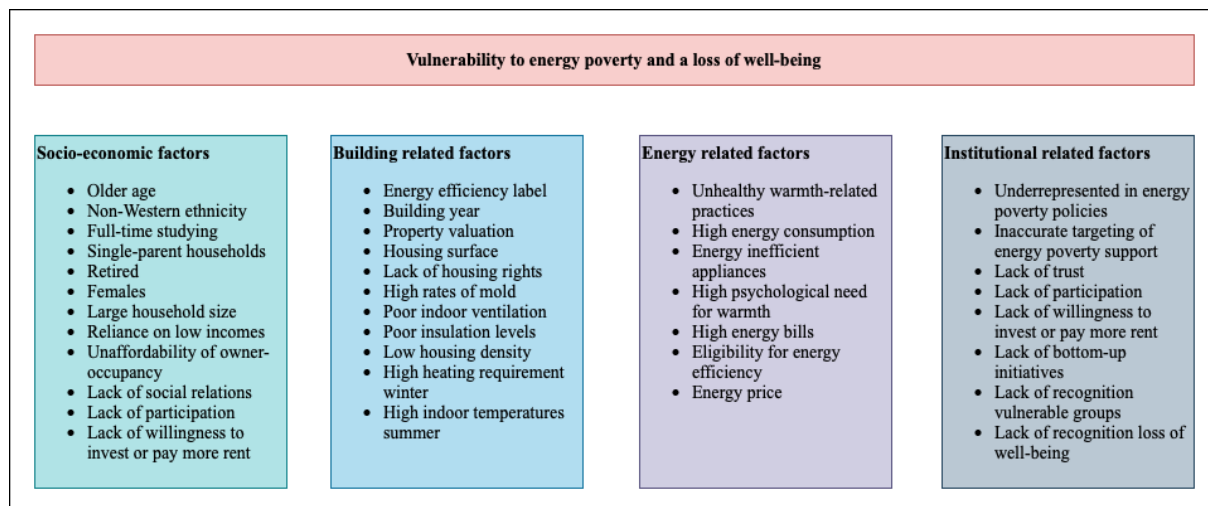 Vulnerability to energy poverty and a loss of well-being
Socio-economic factors
• Older age
• Non-Western ethnicity
• Full-time studying
• Single-parent households
• Retired
• Females
• Large household size
• Reliance on low incomes
• Unaffordability of owner-
occupancy
• Lack of social relations
• Lack of participation
• Lack of willingness to
invest or pay more rent
Building related factors
• Energy efficiency label
• Building year
• Property valuation
• Housing surface
• Lack of housing rights
• High rates of mold
• Poor indoor ventilation
• Poor insulation levels
• Low housing density
• High heating requirement
winter
• High indoor temperatures
summer
Energy related factors
• Unhealthy warmth-related
practices
• High energy consumption
• Energy inefficient
appliances
• High psychological need
for warmth
• High energy bills
• Eligibility for energy
efficiency
• Energy price
Institutional related factors
• Underrepresented in energy
poverty policies
• Inaccurate targeting of
energy poverty support
• Lack of trust
• Lack of participation
• Lack of willingness to
invest or pay more rent
• Lack of bottom-up
initiatives
• Lack of recognition
vulnerable groups
• Lack of recognition loss of
well-being